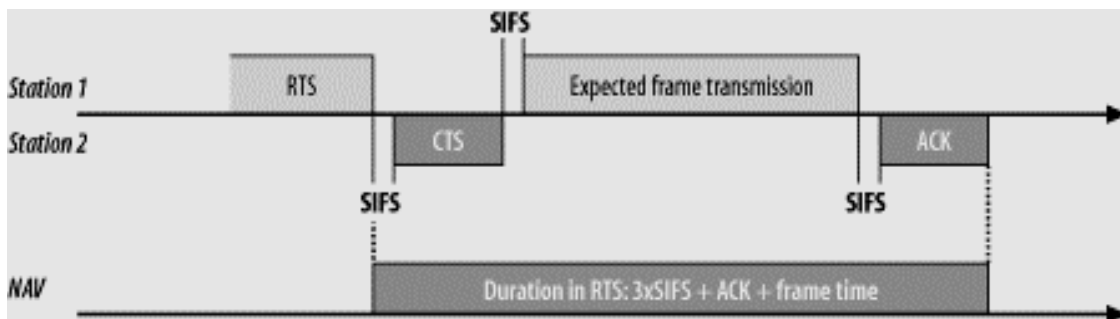 SIFS
Station 1
RTS
Expected frame transmission
Station 2
CTS
ACK
SIFS
SIFS
NAV
Duration in RTS: 3xSIFS + ACK + frame time